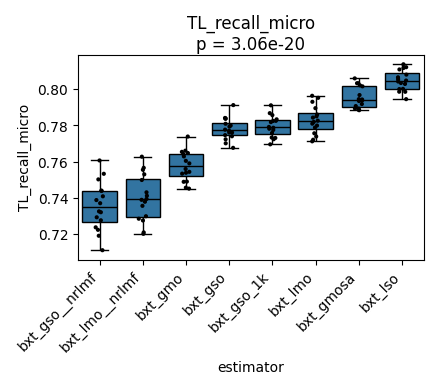 TL_recall_micro
p = 3.06e-20
TL_recall_micro
0.80
0.78
0.76
0.74
0.72
bxt_gso__nrlmf
bxt_lmo__nrlmf
bxt_gmo
bxt_gso
bxt_gso_1k
bxt_lmo
bxt_gmosa
bxt_lso
estimator